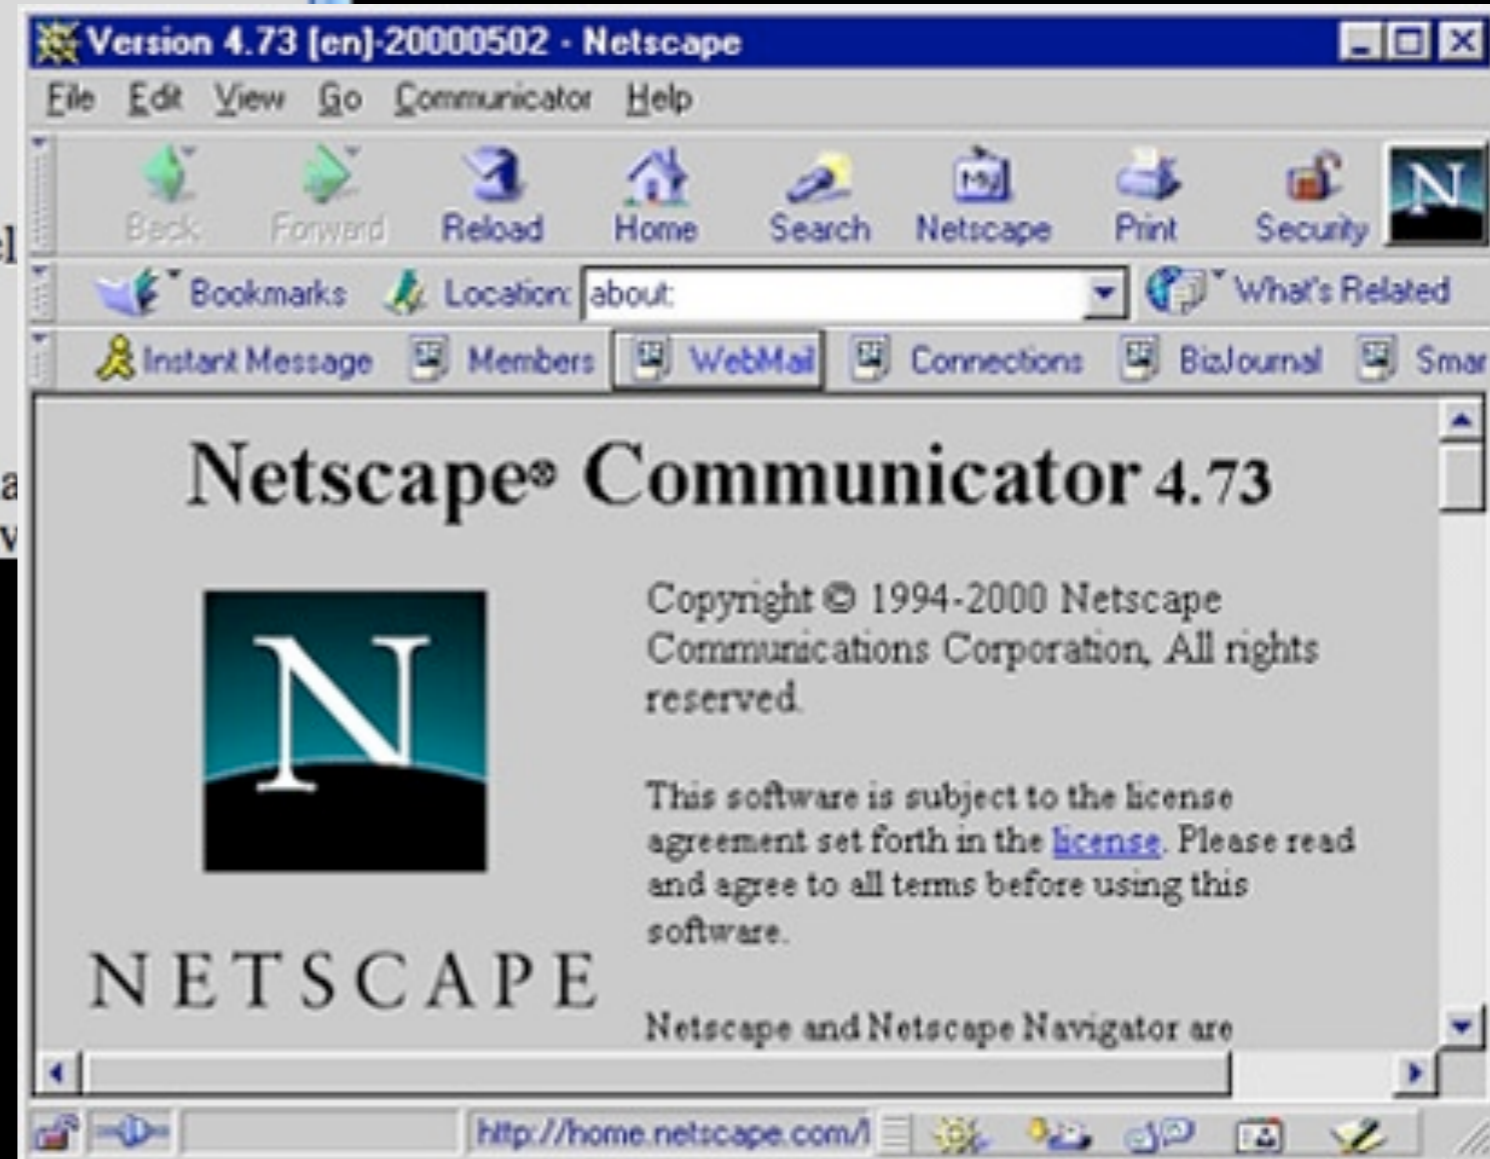 Version 4.73 [en]-20000502 - Netscape
File Edit View Go Communicator Help
My
N
Back Forward Reload Home Search Netscape Print Security
Bookmarks Location: about: What's Related
Instant Message Members WebMail Connections BizJournal Smar
Netscape® Communicator 4.73
N
NETSCAPE
Copyright © 1994-2000 Netscape
Communications Corporation, All rights
reserved.
This software is subject to the license
agreement set forth in the license. Please read
and agree to all terms before using this
software.
Netscape and Netscape Navigator are
http://home.netscape.com/